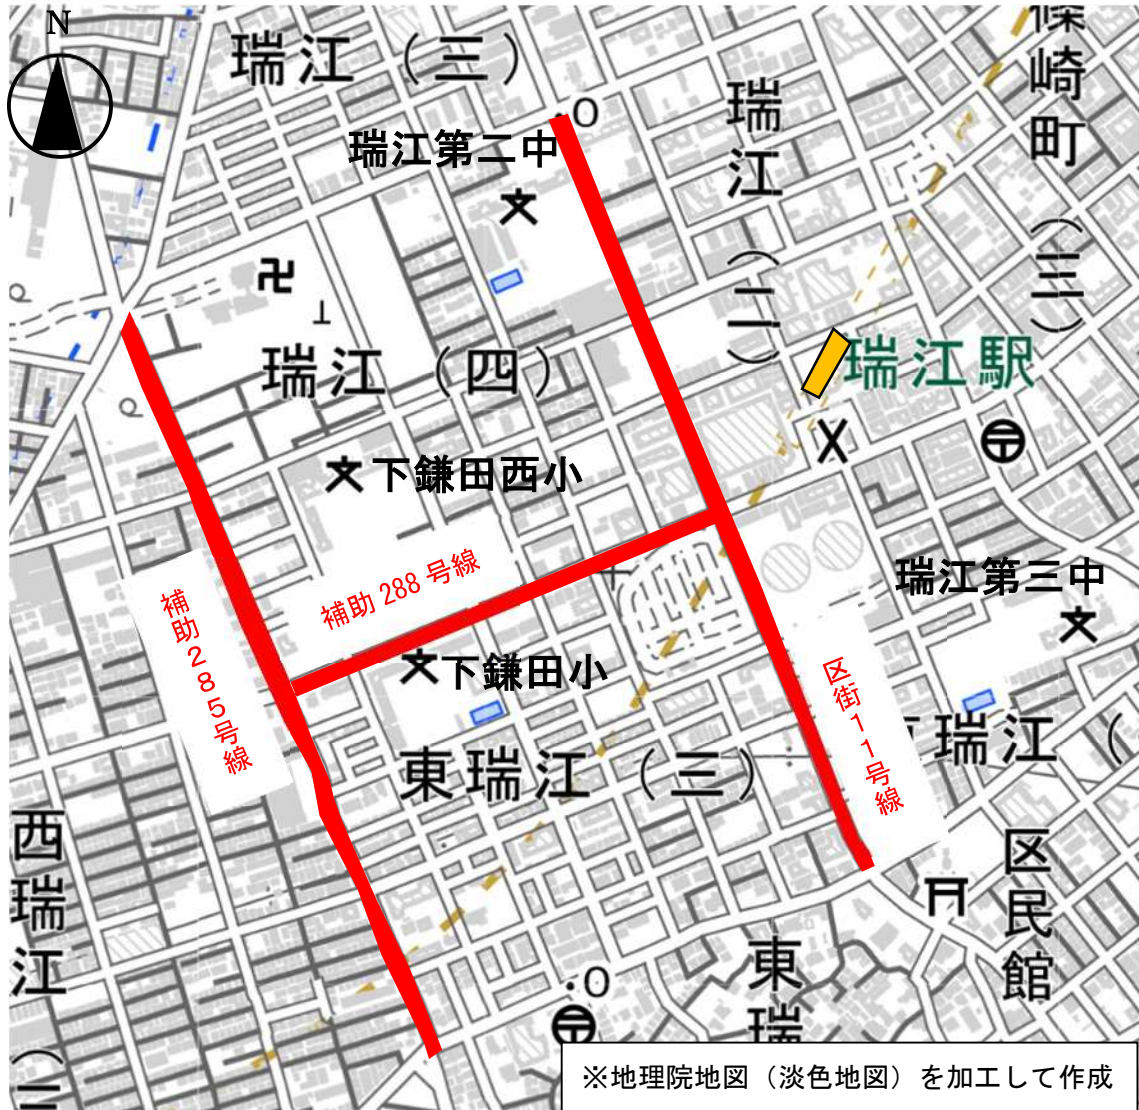 N
瑞江（三）
瑞江第二中
瑞江（二）
篠崎町（三）
瑞江（四）
瑞江駅
下鎌田西小
補助288号線
瑞江第三中
補助285号線
下鎌田小
区街11号線
東瑞江（三）
瑞江（
西瑞江（
区民館
東瑞
※地理院地図（淡色地図）を加工して作成